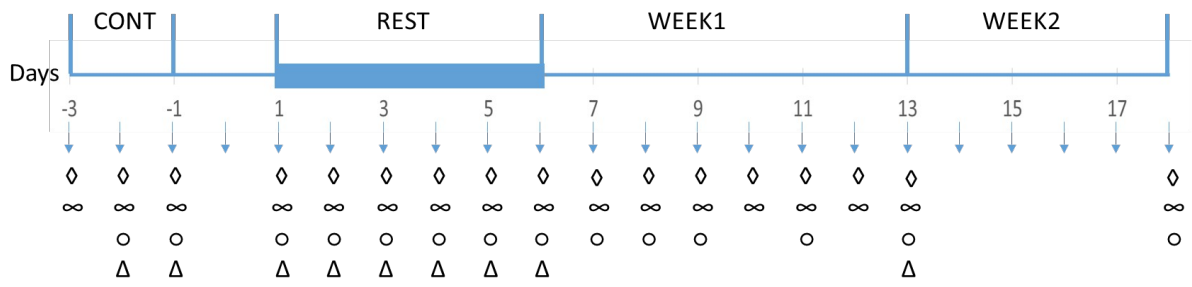 CONT REST WEEK1 WEEK2
Days
-3 -1 1 3 5 7 9 11 13 15 17
◊ ◊ ◊ ◊ ◊ ◊ ◊ ◊ ◊ ◊ ◊ ◊ ◊ ◊ ◊ ◊ ◊
∞ ∞ ∞ ∞ ∞ ∞ ∞ ∞ ∞ ∞ ∞ ∞ ∞ ∞ ∞ ∞ ∞
○ ○ ○ ○ ○ ○ ○ ○ ○ ○ ○ ○ ○ ○
Δ Δ Δ Δ Δ Δ Δ Δ Δ